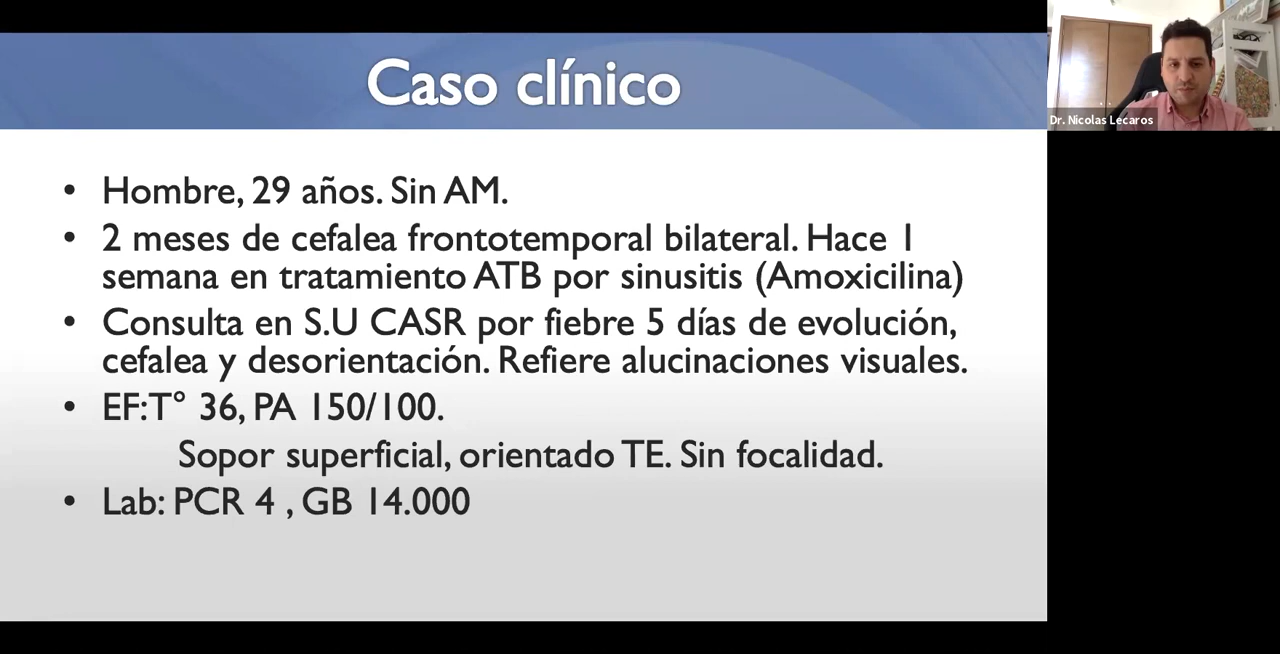 Caso clínico
Dr. Nicolas Lecaros
• Hombre, 29 años. Sin AM.
• 2 meses de cefalea frontotemporal bilateral. Hace 1
semana en tratamiento ATB por sinusitis (Amoxicilina)
• Consulta en S.U CASR por fiebre 5 días de evolución,
cefalea y desorientación. Refiere alucinaciones visuales.
• EF:T° 36, PA 150/100.
Sopor superficial, orientado TE. Sin focalidad.
• Lab: PCR 4 , GB 14.000